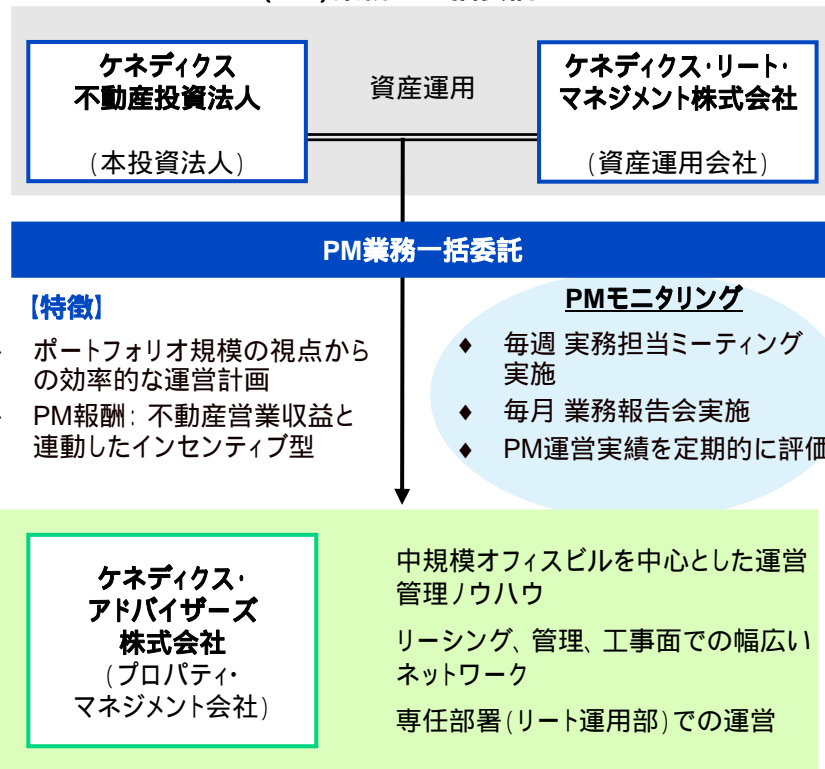 ケネディクス
不動産投資法人
(本投資法人)
資産運用
ケネディクス・リート・
マネジメント株式会社
(資産運用会社)
PM業務一括委託
【特徴】
ポートフォリオ規模の視点から
の効率的な運営計画
PM報酬: 不動産営業収益と
連動したインセンティブ型
PMモニタリング
♦ 毎週 実務担当ミーティング
実施
♦ 毎月 業務報告会実施
♦ PM運営実績を定期的に評価
ケネディクス・
アドバイザーズ
株式会社
(プロパティ・
マネジメント会社)
中規模オフィスビルを中心とした運営
管理ノウハウ
リーシング、管理、工事面での幅広い
ネットワーク
専任部署(リート運用部)での運営